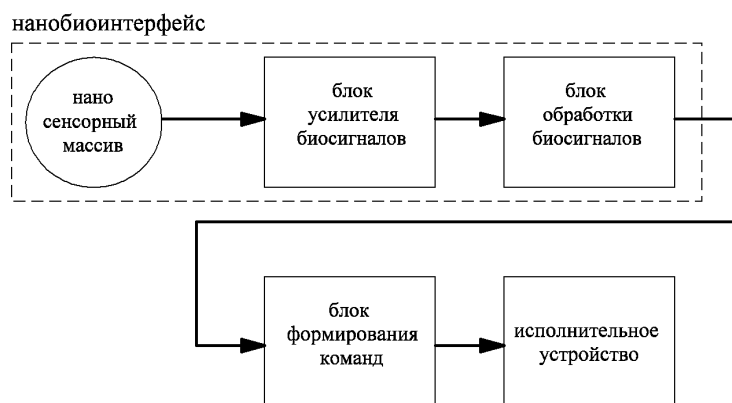 нанобиоинтерфейс
нано
сенсорный
массив
блок
усилителя
биосигналов
блок
обработки
биосигналов
блок
формирования
команд
исполнительное
устройство